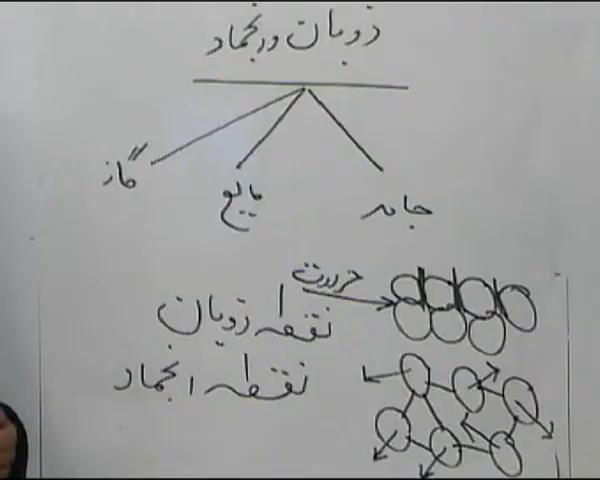 ذوبان و انجماد
جامد
مایع
گاز
حرارت
نقطه ذوبان
نقطه انجماد